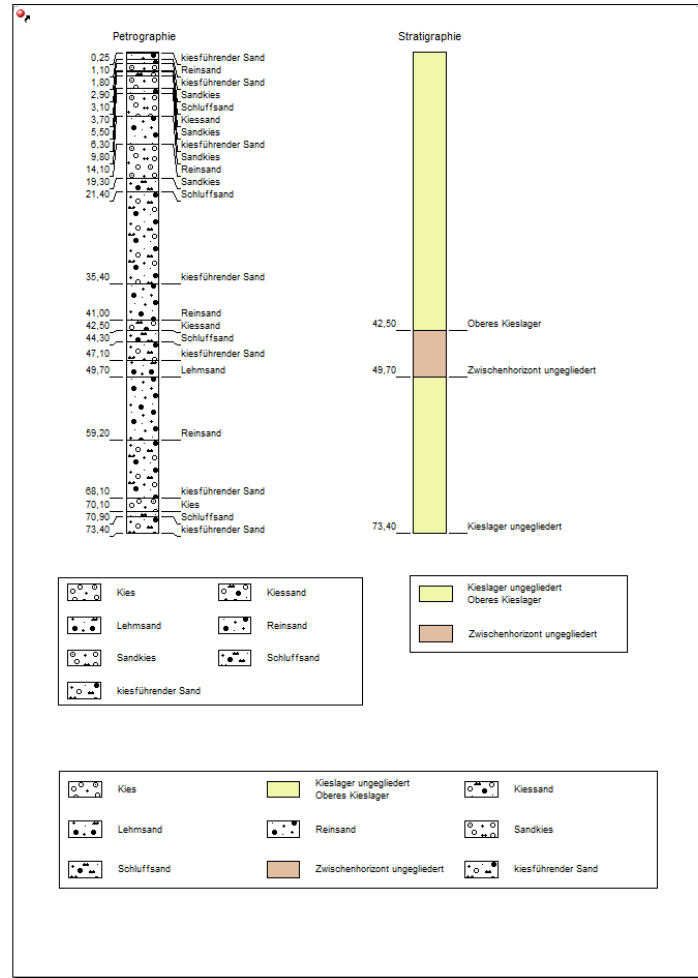 Petrographie
Stratigraphie
0,25 kiesführender Sand
1,10 Reinsand
1,80 kiesführender Sand
2,90 Sandkies
3,10 Schluffsand
3,70 Kiessand
5,50 Sandkies
6,30 kiesführender Sand
9,80 Sandkies
14,10 Reinsand
19,30 Sandkies
21,40 Schluffsand
35,40 kiesführender Sand
41,00 Reinsand
42,50 Kiessand
44,30 Schluffsand
47,10 kiesführender Sand
49,70 Lehmsand
59,20 Reinsand
68,10 kiesführender Sand
70,10 Kies
70,90 Schluffsand
73,40 kiesführender Sand
42,50 Oberes Kieslager
49,70 Zwischenhorizont ungegliedert
73,40 Kieslager ungegliedert
Kies
Kiessand
Lehmsand
Reinsand
Sandkies
Schluffsand
kiesführender Sand
Kieslager ungegliedert
Oberes Kieslager
Zwischenhorizont ungegliedert
Kies
Kieslager ungegliedert
Oberes Kieslager
Kiessand
Lehmsand
Reinsand
Sandkies
Schluffsand
Zwischenhorizont ungegliedert
kiesführender Sand